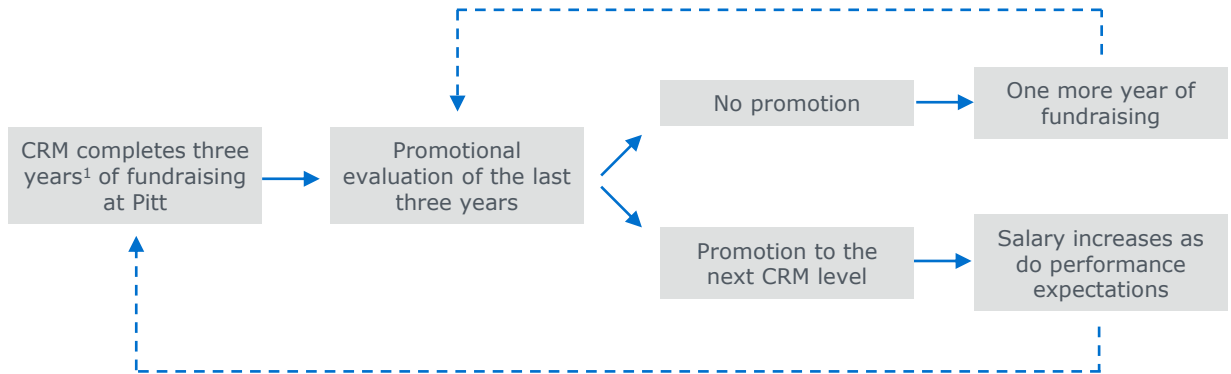 CRM completes three
years¹ of fundraising
at Pitt
Promotional
evaluation of the last
three years
No promotion
One more year of
fundraising
Promotion to the
next CRM level
Salary increases as
do performance
expectations